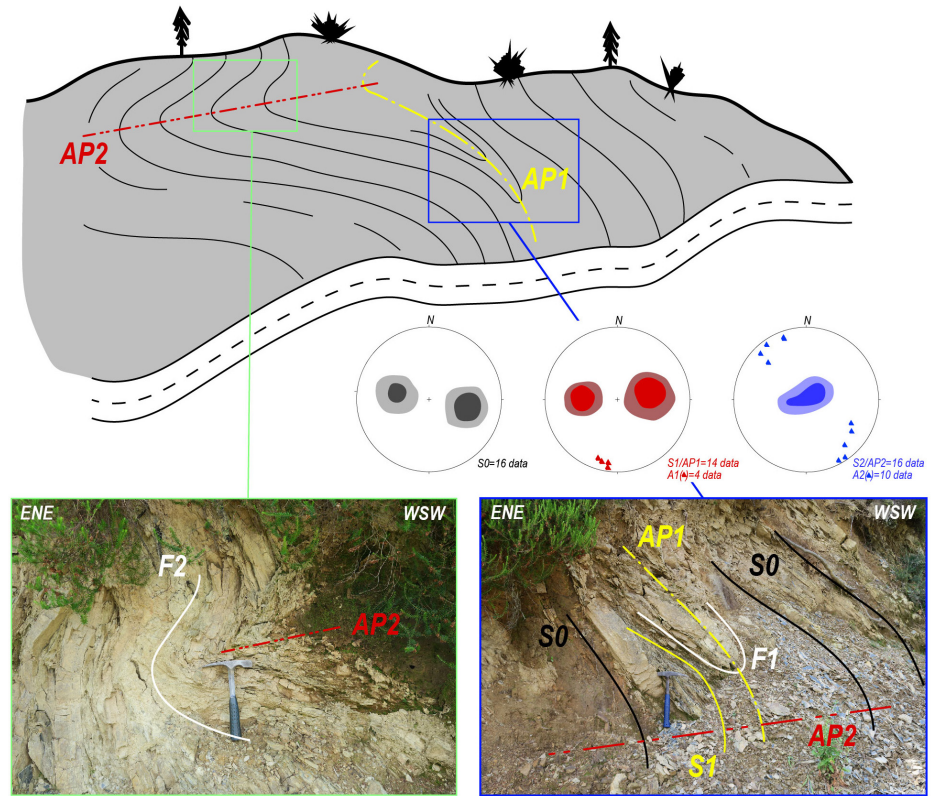 AP2
AP1
N
N
N
S0=16 data
S1/AP1=14 data
A1(▲)=4 data
S2/AP2=16 data
A2(▲)=10 data
ENE
WSW
F2
AP2
ENE
WSW
AP1
S0
S0
F1
AP2
S1